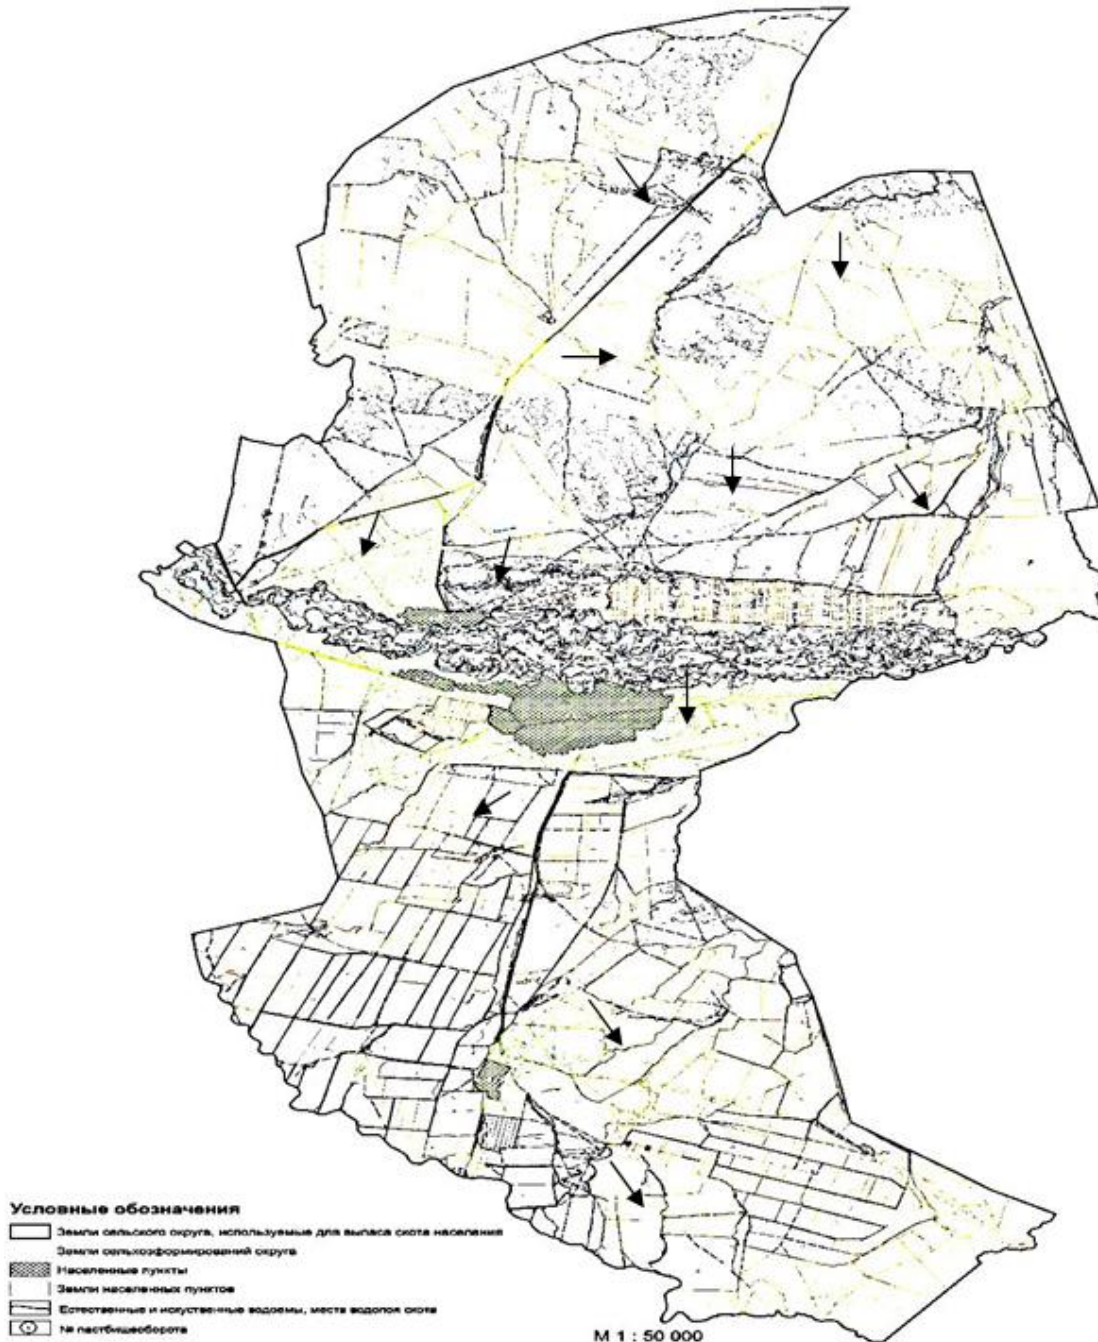 Условные обозначения
Земли сельского округа, используемые для выпаса скота населения
Земли сельхозформирований округа
Населенные пункты
Земли населенных пунктов
Естественные и искуственные водоемы, места водопоя скота
№ пастбищеоборота
М 1 : 50 000